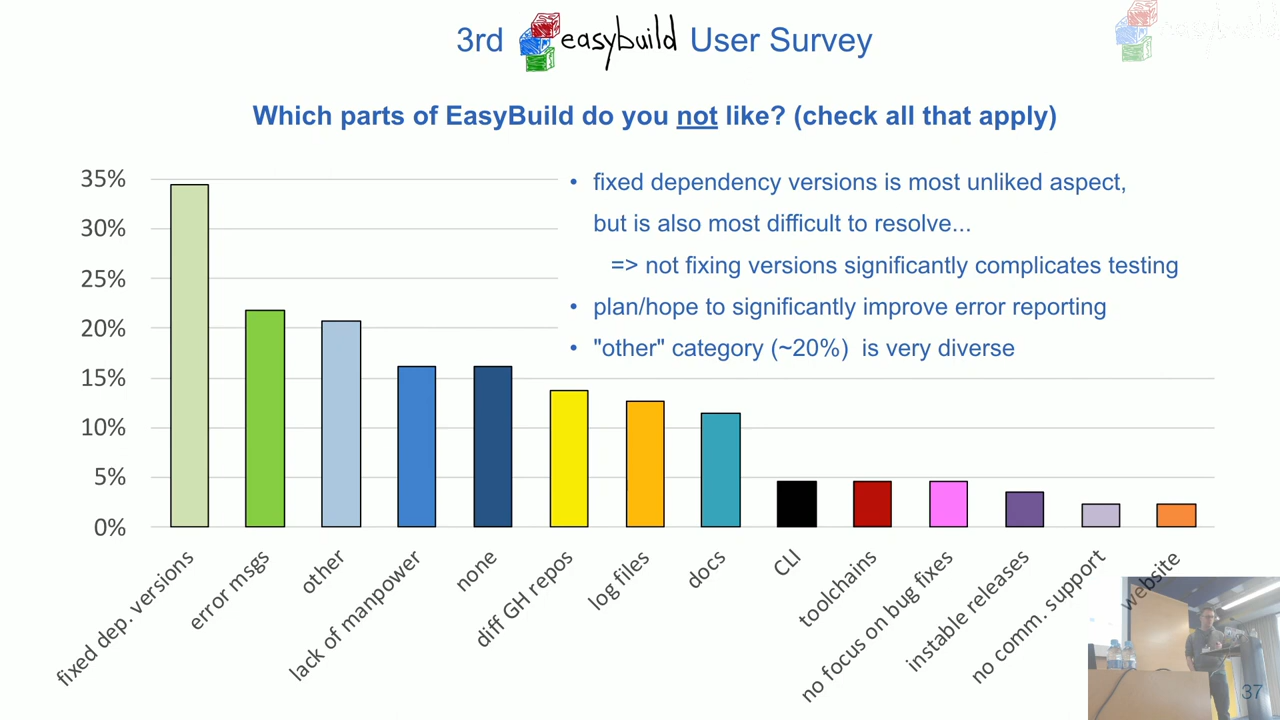 3rd easybuild User Survey
Which parts of EasyBuild do you not like? (check all that apply)
• fixed dependency versions is most unliked aspect,
but is also most difficult to resolve...
=> not fixing versions significantly complicates testing
• plan/hope to significantly improve error reporting
• "other" category (~20%) is very diverse
35%
30%
25%
20%
15%
10%
5%
0%
fixed dep. versions
error msgs
other
lack of manpower
none
diff GH repos
log files
docs
CLI
toolchains
no focus on bug fixes
instable releases
no comm. support
website
37